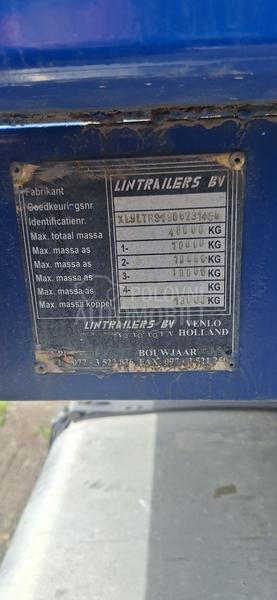 Fabrikant LINTRAILERS BV
Goedkeuringsnr.
Identificatienr.
Max. totaal massa 48000 KG
Max. massa as 1- 10000 KG
Max. massa as 2- 10000 KG
Max. massa as 3- 10000 KG
Max. massa as 4- KG
Max. massa koppel 18000 KG
LINTRAILERS BV VENLO
HOLLAND
BOUWJAAR
POLOVNI
AUTOMOBILI